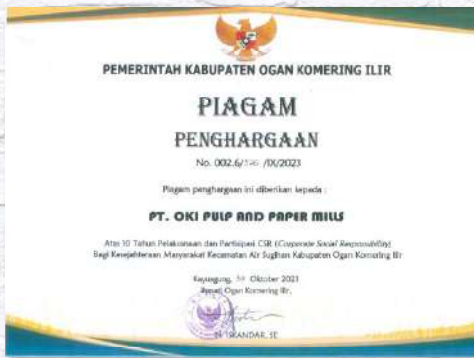 PEMERINTAH KABUPATEN OGAN KOMERING ILIR
PIAGAM
PENGHARGAAN
No. 002.6/ /IX/2023
Piagam penghargaan ini diberikan kepada :
PT. OKI PULP AND PAPER MILLS
Atas 10 Tahun Pelaksanaan dan Partisipasi CSR (Corporate Social Responsibility)
Bagi Kesejahteraan Masyarakat Kecamatan Air Sugihan Kabupaten Ogan Komering Ilir
Kayuagung, Oktober 2023
Bupati Ogan Komering Ilir,
ISKANDAR, SE